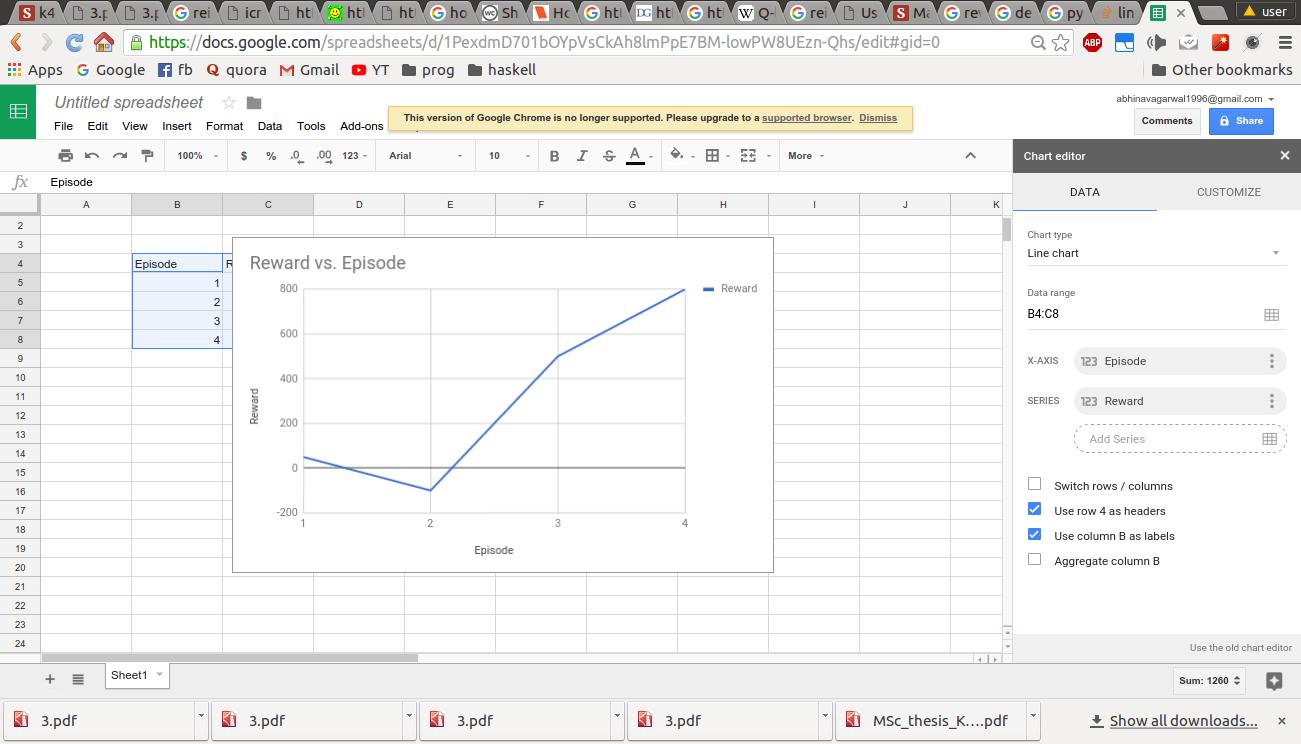 k4 3.p 3.p rei icr ht ht ht ho Sh Ho ht ht ht Q- rei Us Ma re de py lin user
https://docs.google.com/spreadsheets/d/1PexdmD701bOYpVsCkAh8lmPpE7BM-lowPW8UEzn-Qhs/edit#gid=0
Apps Google fb quora Gmail YT prog haskell Other bookmarks
Untitled spreadsheet
abhinavagarwal1996@gmail.com
This version of Google Chrome is no longer supported. Please upgrade to a supported browser. Dismiss
File Edit View Insert Format Data Tools Add-ons
Comments Share
100% $ % .0 .00 123 Arial 10 B I S A More
Chart editor
fx Episode
DATA CUSTOMIZE
A B C D E F G H I J K
2
3
4 Episode R
5 1
6 2
7 3
8 4
9
10
11
12
13
14
15
16
17
18
19
20
21
22
23
24
Reward vs. Episode
Reward
800
600
400
200
0
-200
1 2 3 4
Reward
Episode
Chart type
Line chart
Data range
B4:C8
X-AXIS 123 Episode
SERIES 123 Reward
Add Series
Switch rows / columns
Use row 4 as headers
Use column B as labels
Aggregate column B
Use the old chart editor
Sheet1
Sum: 1260
3.pdf 3.pdf 3.pdf 3.pdf MSc_thesis_K....pdf Show all downloads...